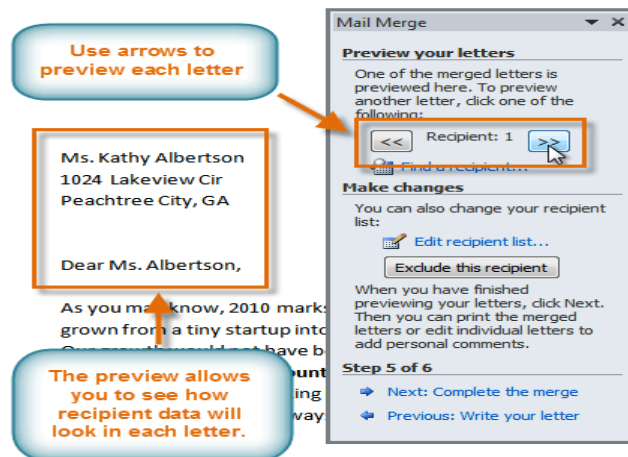 Use arrows to
preview each letter
Ms. Kathy Albertson
1024 Lakeview Cir
Peachtree City, GA
Dear Ms. Albertson,
As you may know, 2010 marks
grown from a tiny startup into
The preview allows
you to see how
recipient data will
look in each letter.
Mail Merge
Preview your letters
One of the merged letters is
previewed here. To preview
another letter, click one of the
following:
<< Recipient: 1 >>
Find a recipient...
Make changes
You can also change your recipient
list:
Edit recipient list...
Exclude this recipient
When you have finished
previewing your letters, click Next.
Then you can print the merged
letters or edit individual letters to
add personal comments.
Step 5 of 6
Next: Complete the merge
Previous: Write your letter